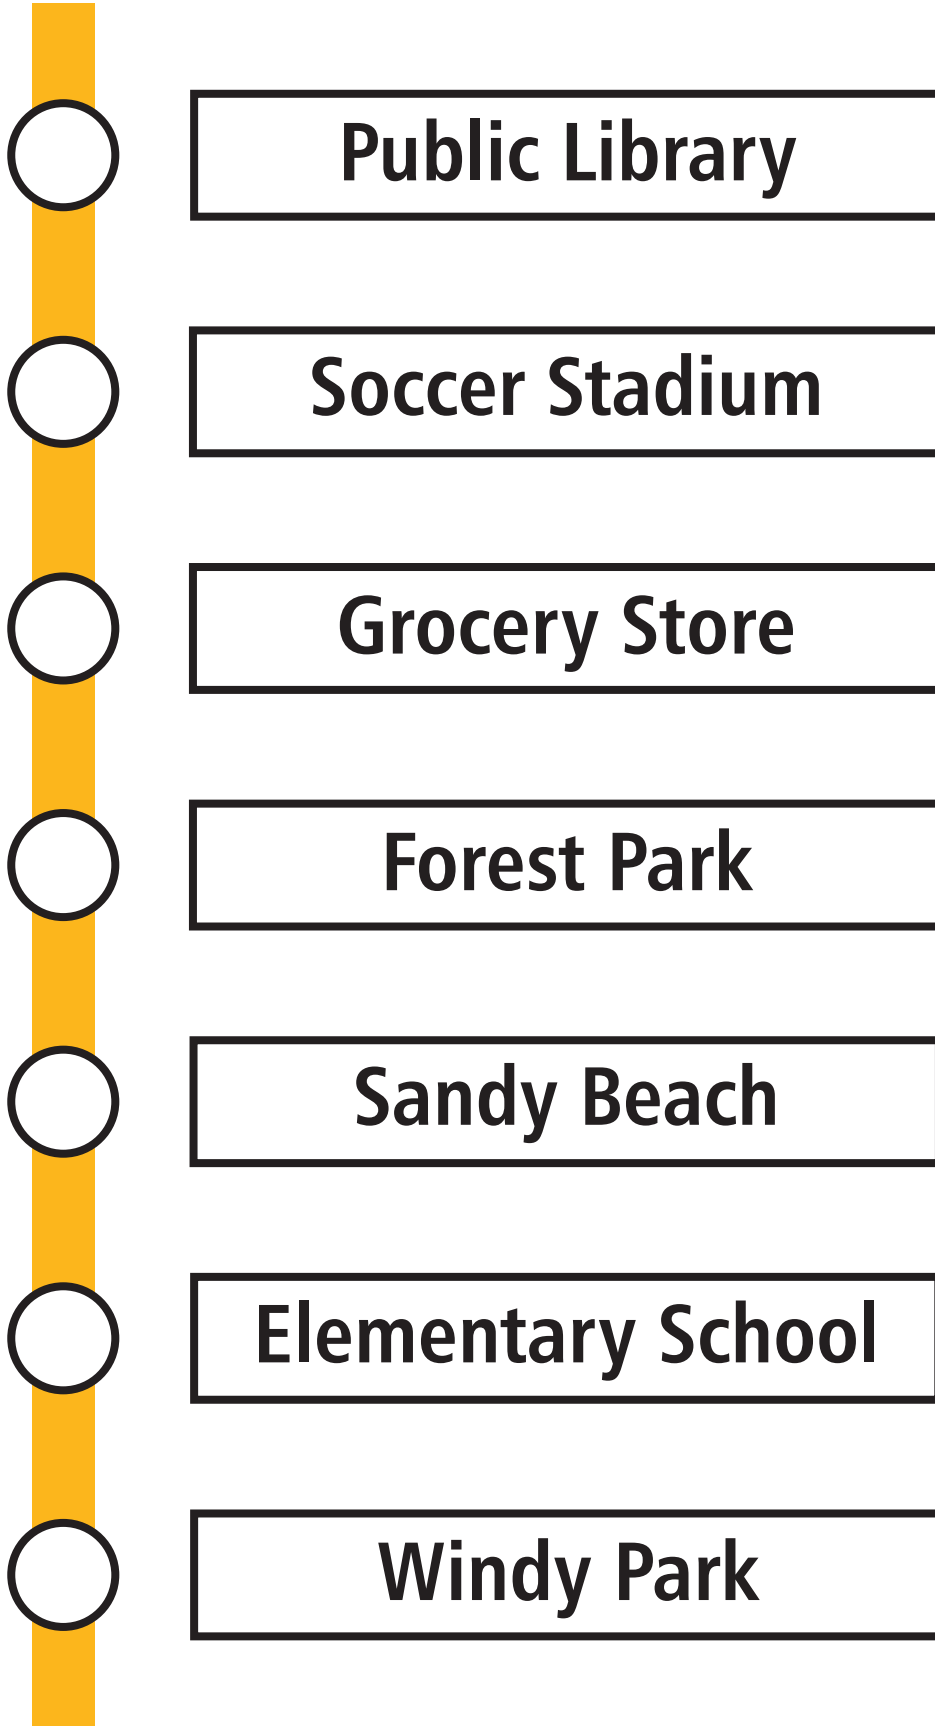 Public Library
Soccer Stadium
Grocery Store
Forest Park
Sandy Beach
Elementary School
Windy Park